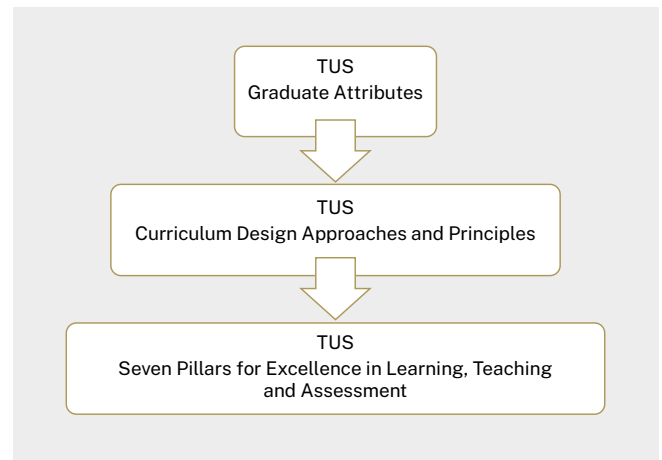 TUS
Graduate Attributes
TUS
Curriculum Design Approaches and Principles
TUS
Seven Pillars for Excellence in Learning, Teaching
and Assessment